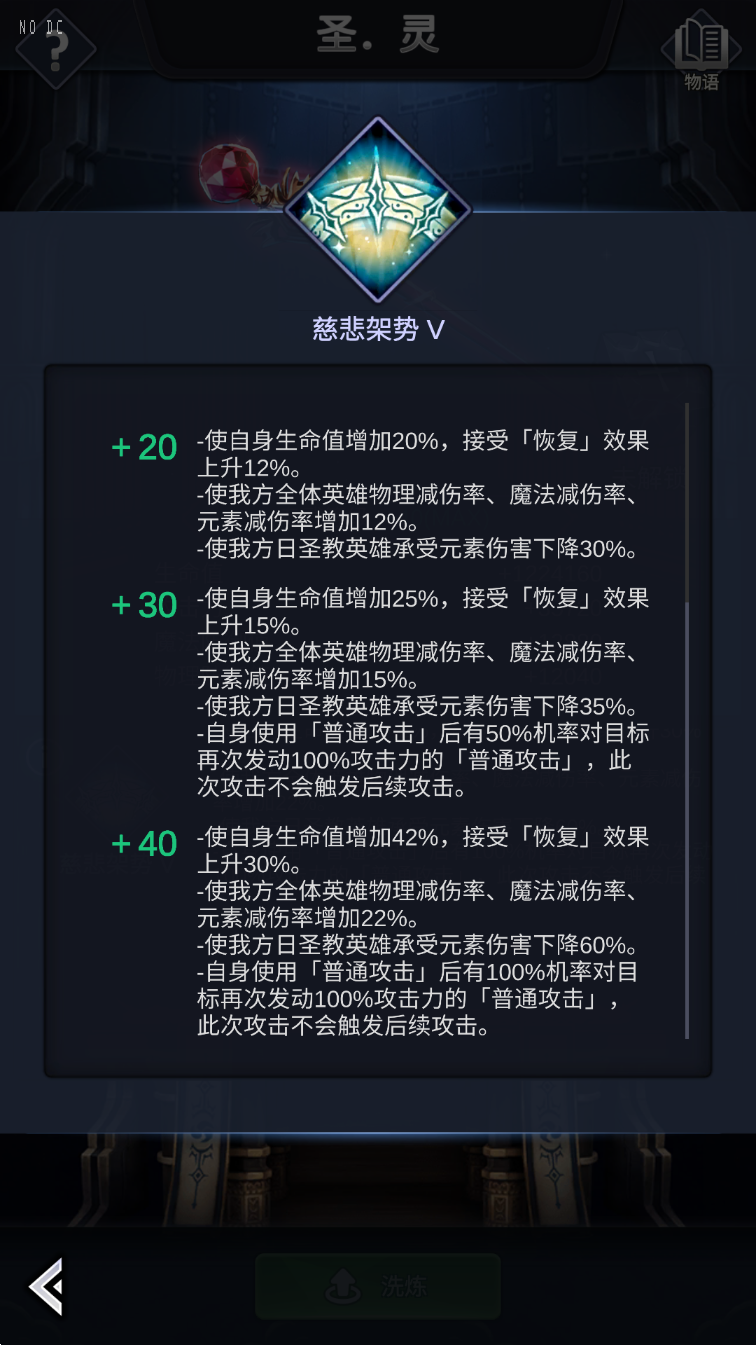 NO DC
圣．灵
?
物语
慈悲架势 V
+20
-使自身生命值增加20%，接受「恢复」效果
上升12%。
-使我方全体英雄物理减伤率、魔法减伤率、
元素减伤率增加12%。
-使我方日圣教英雄承受元素伤害下降30%。
+30
-使自身生命值增加25%，接受「恢复」效果
上升15%。
-使我方全体英雄物理减伤率、魔法减伤率、
元素减伤率增加15%。
-使我方日圣教英雄承受元素伤害下降35%。
-自身使用「普通攻击」后有50%机率对目标
再次发动100%攻击力的「普通攻击」，此
次攻击不会触发后续攻击。
+40
-使自身生命值增加42%，接受「恢复」效果
上升30%。
-使我方全体英雄物理减伤率、魔法减伤率、
元素减伤率增加22%。
-使我方日圣教英雄承受元素伤害下降60%。
-自身使用「普通攻击」后有100%机率对目
标再次发动100%攻击力的「普通攻击」，
此次攻击不会触发后续攻击。
洗炼